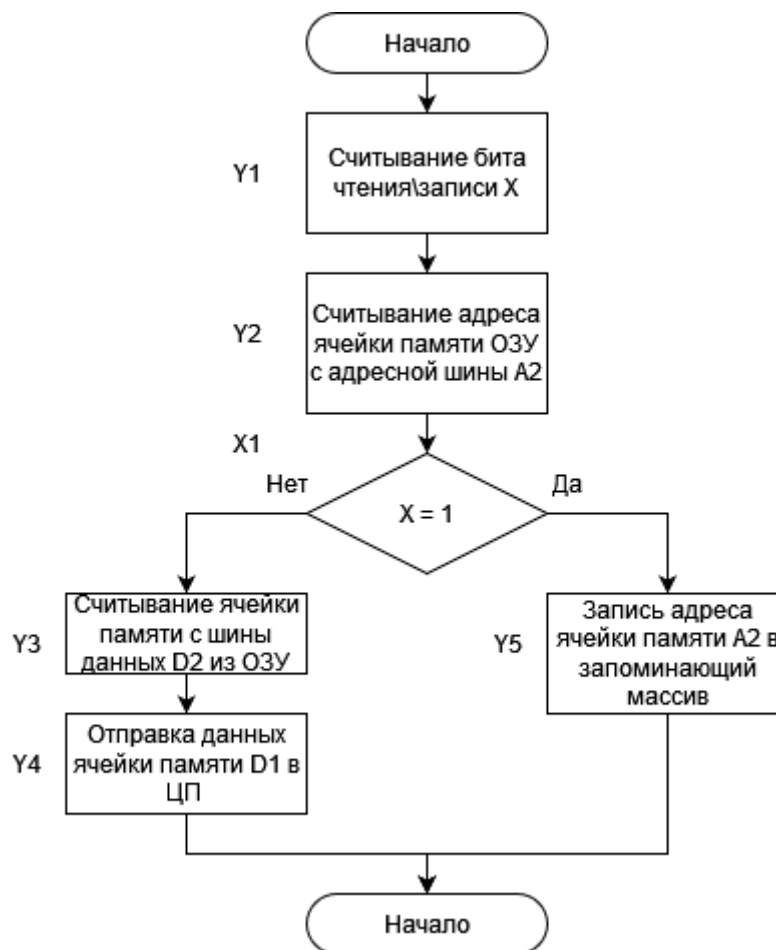 Начало
Y1
Считывание бита
чтения\записи X
Y2
Считывание адреса
ячейки памяти ОЗУ
с адресной шины A2
X1
Нет
X = 1
Да
Y3
Считывание ячейки
памяти с шины
данных D2 из ОЗУ
Y5
Запись адреса
ячейки памяти A2 в
запоминающий
массив
Y4
Отправка данных
ячейки памяти D1 в
ЦП
Начало